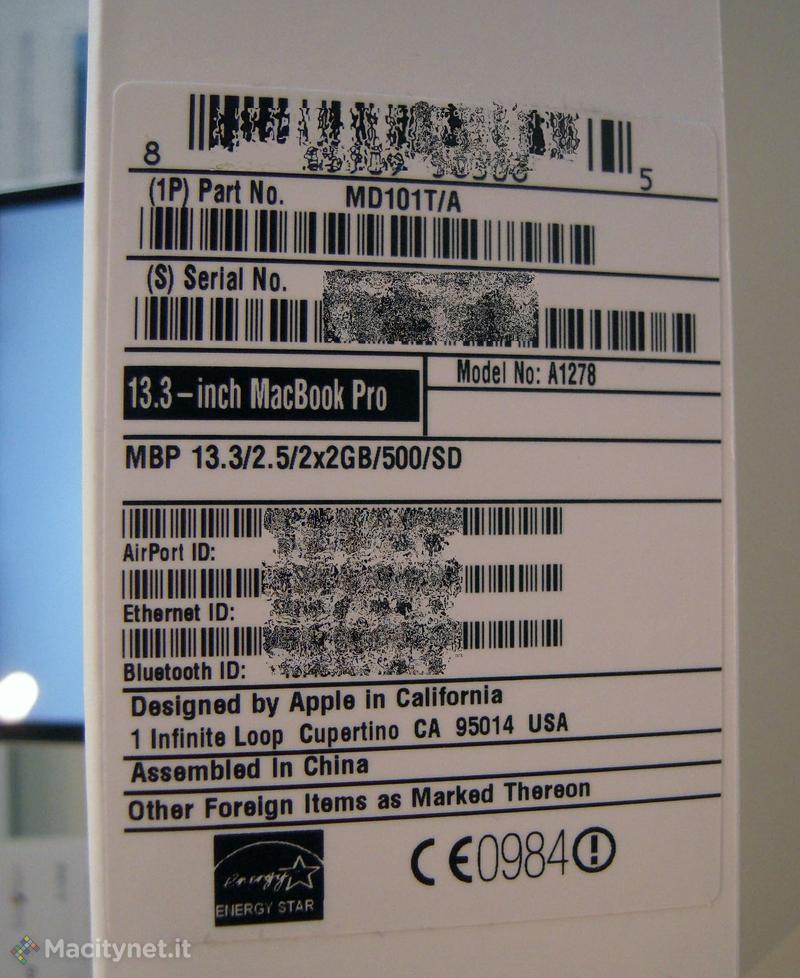 8 5
(1P) Part No. MD101T/A
(S) Serial No.
13.3-inch MacBook Pro
Model No: A1278
MBP 13.3/2.5/2x2GB/500/SD
AirPort ID:
Ethernet ID:
Bluetooth ID:
Designed by Apple in California
1 Infinite Loop Cupertino CA 95014 USA
Assembled In China
Other Foreign Items as Marked Thereon
energy
ENERGY STAR
CE0984
Macitynet.it